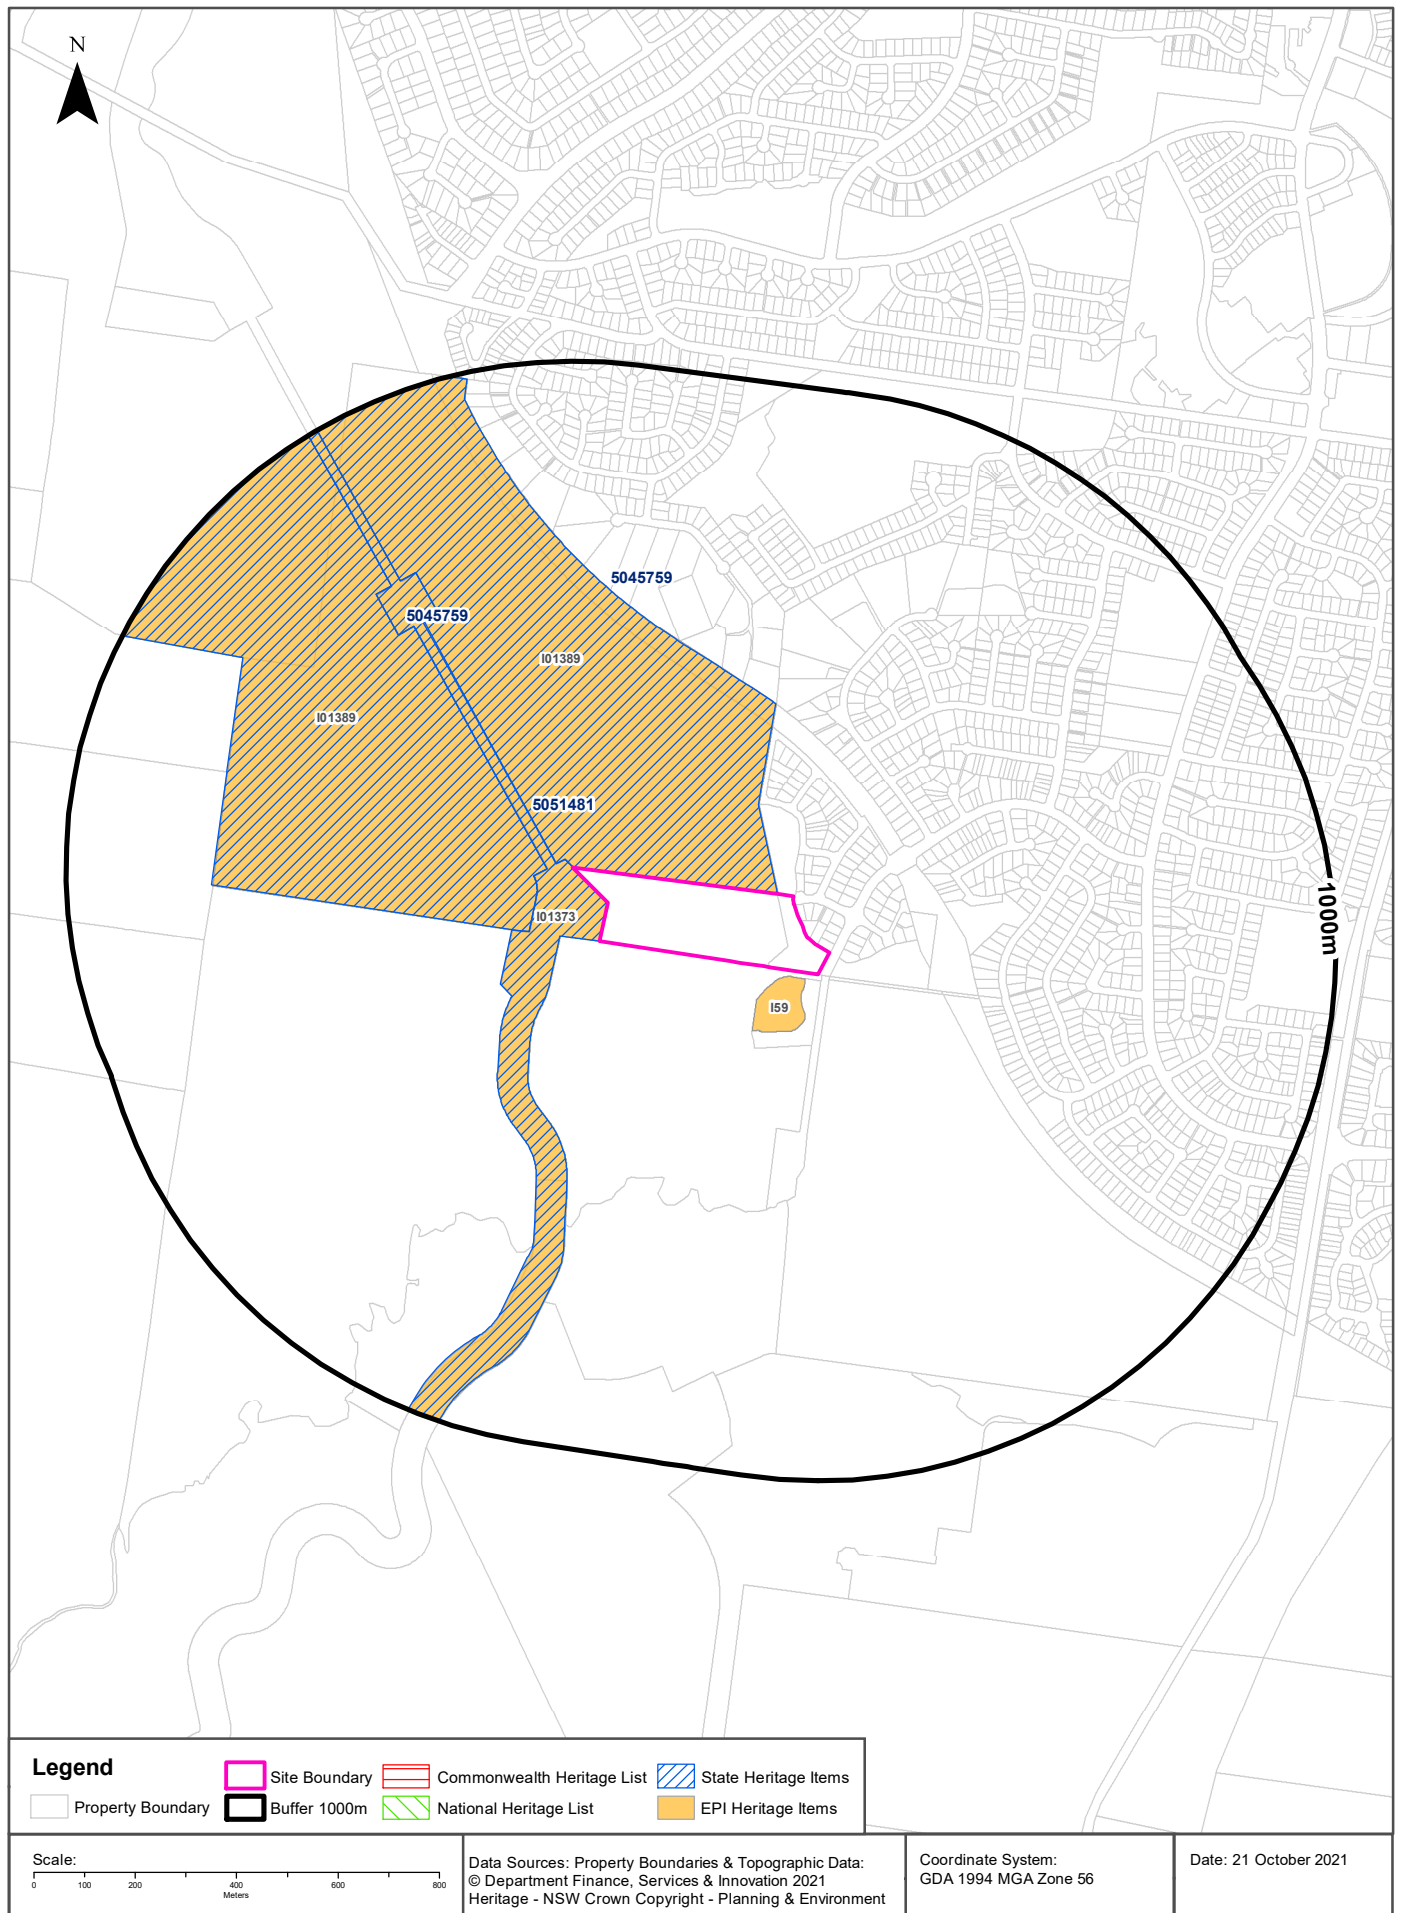 N
5045759
5045759
I01389
I01389
5051481
1000m
I01373
I59
Legend
Site Boundary
Commonwealth Heritage List
State Heritage Items
Property Boundary
Buffer 1000m
National Heritage List
EPI Heritage Items
Scale:
0 100 200 400 600 800
Meters
Data Sources: Property Boundaries & Topographic Data:
© Department Finance, Services & Innovation 2021
Heritage - NSW Crown Copyright - Planning & Environment
Coordinate System:
GDA 1994 MGA Zone 56
Date: 21 October 2021